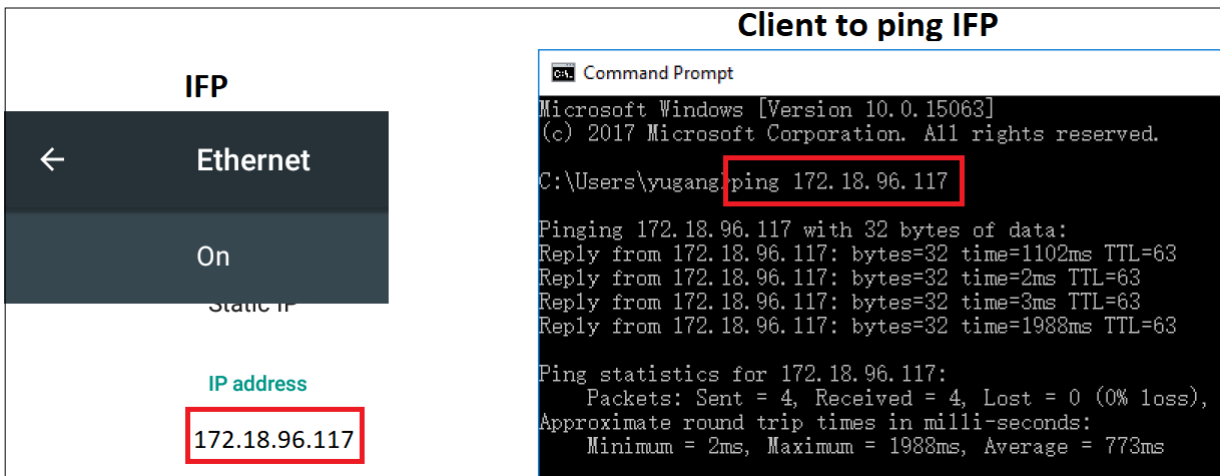 IFP
Ethernet
On
Static IP
IP address
172.18.96.117
Client to ping IFP
Command Prompt
Microsoft Windows [Version 10.0.15063]
(c) 2017 Microsoft Corporation. All rights reserved.
C:\Users\yugang>ping 172.18.96.117
Pinging 172.18.96.117 with 32 bytes of data:
Reply from 172.18.96.117: bytes=32 time=1102ms TTL=63
Reply from 172.18.96.117: bytes=32 time=2ms TTL=63
Reply from 172.18.96.117: bytes=32 time=3ms TTL=63
Reply from 172.18.96.117: bytes=32 time=1988ms TTL=63
Ping statistics for 172.18.96.117:
Packets: Sent = 4, Received = 4, Lost = 0 (0% loss),
Approximate round trip times in milli-seconds:
Minimum = 2ms, Maximum = 1988ms, Average = 773ms